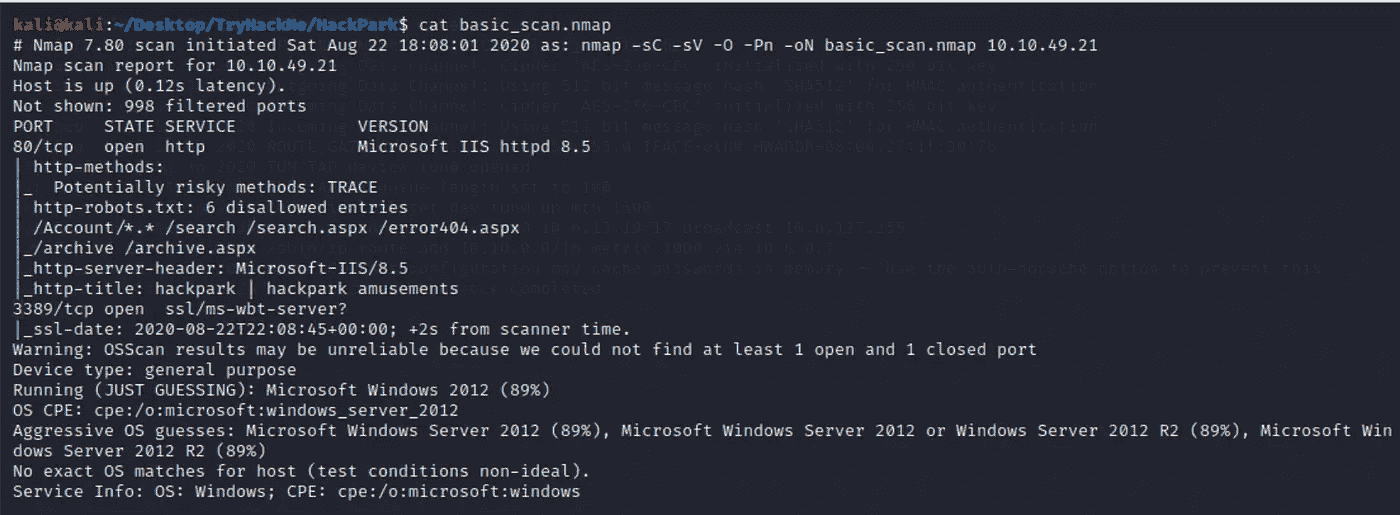 kali@kali:~/Desktop/TryHackMe/HackPark$ cat basic_scan.nmap
# Nmap 7.80 scan initiated Sat Aug 22 18:08:01 2020 as: nmap -sC -sV -O -Pn -oN basic_scan.nmap 10.10.49.21
Nmap scan report for 10.10.49.21
Host is up (0.12s latency).
Not shown: 998 filtered ports
PORT     STATE SERVICE            VERSION
80/tcp   open  http               Microsoft IIS httpd 8.5
| http-methods:
|_  Potentially risky methods: TRACE
| http-robots.txt: 6 disallowed entries
| /Account/*.* /search /search.aspx /error404.aspx
|_/archive /archive.aspx
|_http-server-header: Microsoft-IIS/8.5
|_http-title: hackpark | hackpark amusements
3389/tcp open  ssl/ms-wbt-server?
|_ssl-date: 2020-08-22T22:08:45+00:00; +2s from scanner time.
Warning: OSScan results may be unreliable because we could not find at least 1 open and 1 closed port
Device type: general purpose
Running (JUST GUESSING): Microsoft Windows 2012 (89%)
OS CPE: cpe:/o:microsoft:windows_server_2012
Aggressive OS guesses: Microsoft Windows Server 2012 (89%), Microsoft Windows Server 2012 or Windows Server 2012 R2 (89%), Microsoft Win
dows Server 2012 R2 (89%)
No exact OS matches for host (test conditions non-ideal).
Service Info: OS: Windows; CPE: cpe:/o:microsoft:windows